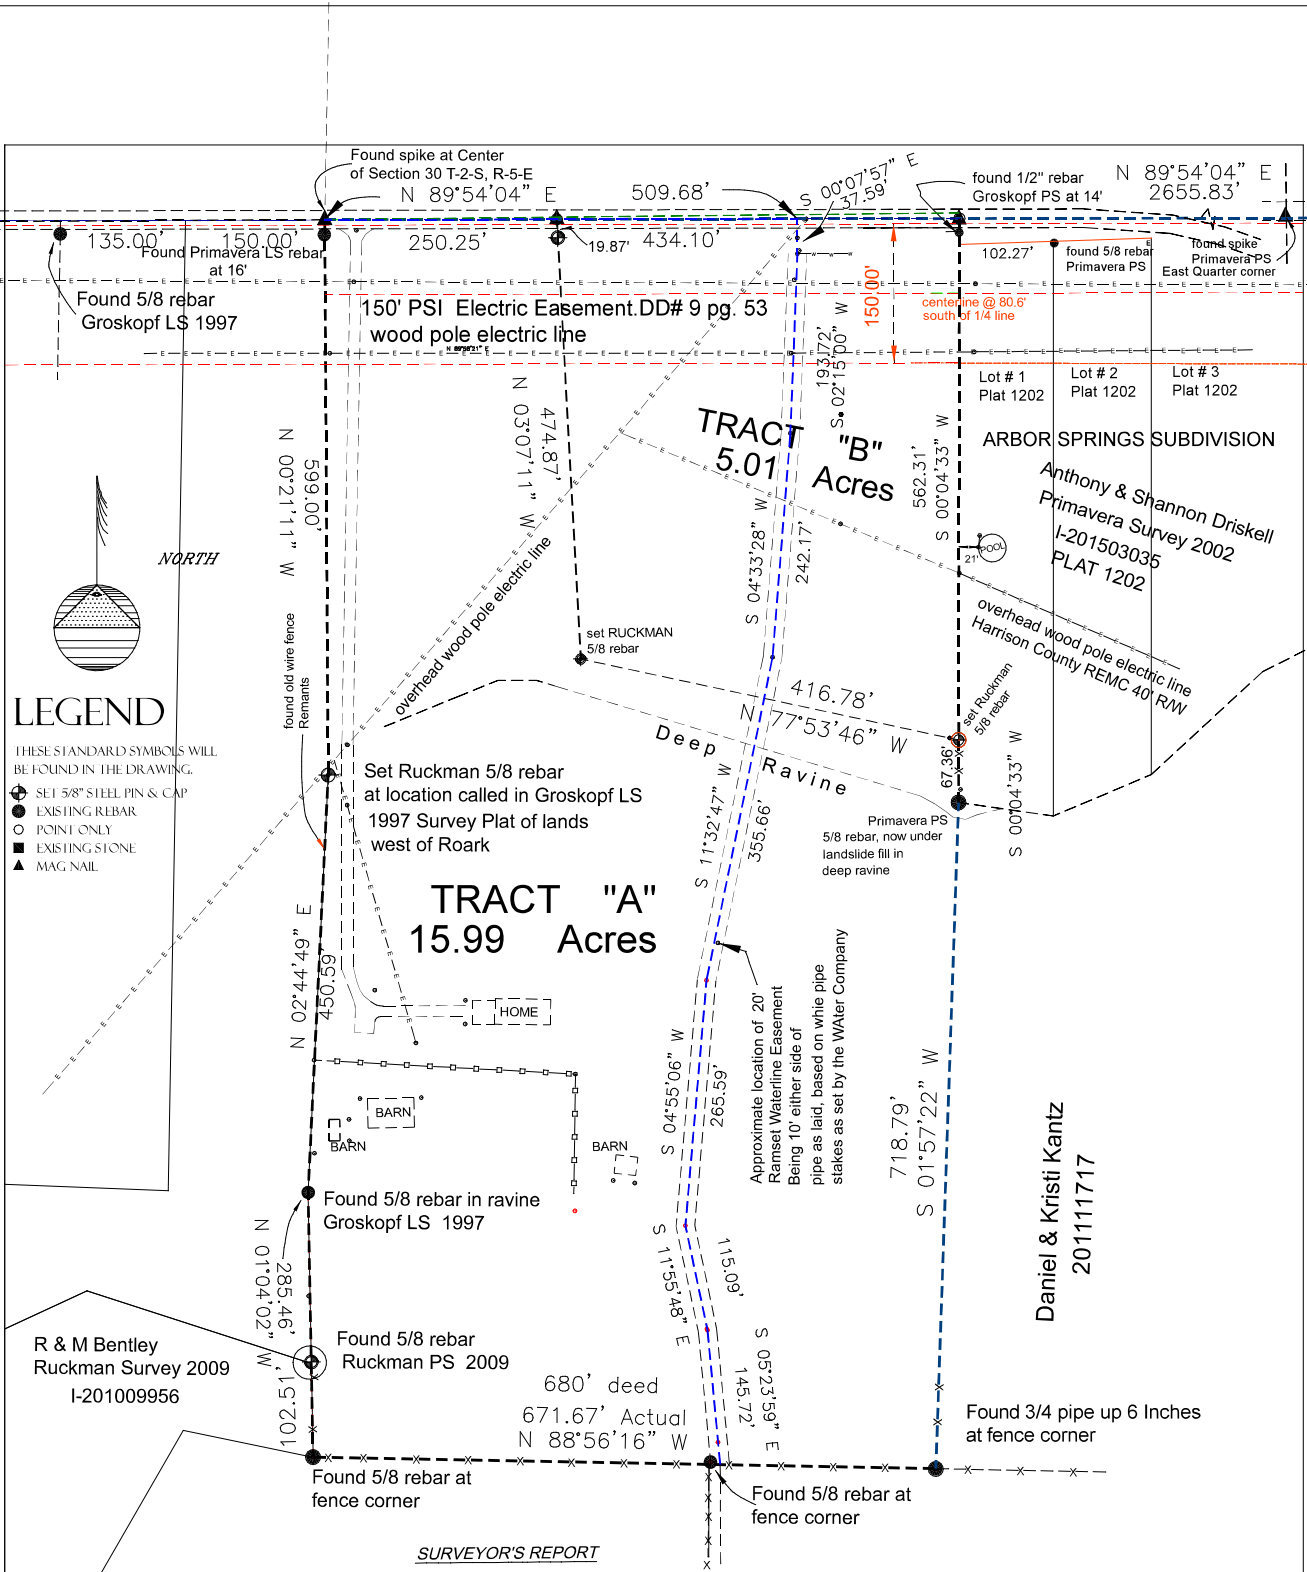 Found spike at Center
of Section 30 T-2-S, R-5-E
N 89°54'04" E
509.68'
S 00°07'57" E
37.59'
found 1/2" rebar
Groskopf PS at 14'
N 89°54'04" E
2655.83'
135.00'
150.00'
250.25'
19.87'
434.10'
102.27'
found 5/8 rebar
Primavera PS
found spike
Primavera PS
East Quarter corner
Found Primavera LS rebar
at 16'
Found 5/8 rebar
Groskopf LS 1997
150' PSI Electric Easement.DD# 9 pg. 53
wood pole electric line
150.00'
centerline @ 80.6'
south of 1/4 line
193.72'
S 02°15'00" W
Lot # 1
Plat 1202
Lot # 2
Plat 1202
Lot # 3
Plat 1202
N 03°07'11" W
474.87'
TRACT "B"
5.01 Acres
562.31'
S 00°04'33" W
ARBOR SPRINGS SUBDIVISION
Anthony & Shannon Driskell
Primavera Survey 2002
I-201503035
PLAT 1202
N 00°21'11" W
599.00'
NORTH
S 04°33'28" W
242.17'
POOL
21'
overhead wood pole electric line
overhead wood pole electric line
Harrison County REMC 40' R/W
found old wire fence
Remnants
set RUCKMAN
5/8 rebar
416.78'
N 77°53'46" W
set Ruckman
5/8 rebar
67.36'
S 00°04'33" W
Deep Ravine
LEGEND
THESE STANDARD SYMBOLS WILL
BE FOUND IN THE DRAWING.
SET 5/8" STEEL PIN & CAP
EXISTING REBAR
POINT ONLY
EXISTING STONE
MAG NAIL
Set Ruckman 5/8 rebar
at location called in Groskopf LS
1997 Survey Plat of lands
west of Roark
S 11°32'47" W
355.66'
Primavera PS
5/8 rebar, now under
landslide fill in
deep ravine
TRACT "A"
15.99 Acres
N 02°44'49" E
450.59'
HOME
Approximate location of 20'
Ramset Waterline Easement
Being 10' either side of
pipe as laid, based on whie pipe
stakes as set by the WAter Company
S 04°55'06" W
265.59'
718.79'
S 01°57'22" W
BARN
BARN
BARN
Daniel & Kristi Kantz
201111717
Found 5/8 rebar in ravine
Groskopf LS 1997
N 01°04'02" W
285.46'
S 11°55'48" E
115.09'
R & M Bentley
Ruckman Survey 2009
I-201009956
Found 5/8 rebar
Ruckman PS 2009
102.51'
680' deed
671.67' Actual
N 88°56'16" W
S 05°23'59" E
145.72'
Found 3/4 pipe up 6 Inches
at fence corner
Found 5/8 rebar at
fence corner
Found 5/8 rebar at
fence corner
SURVEYOR'S REPORT